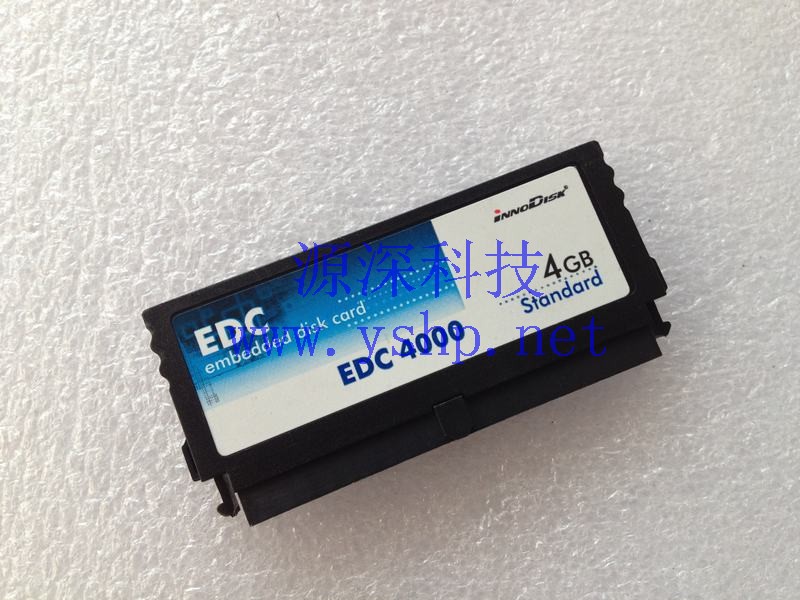 INNODISK®
源深科技
4GB
Standard
EDC
embedded disk card
www.yshp.net
EDC 4000